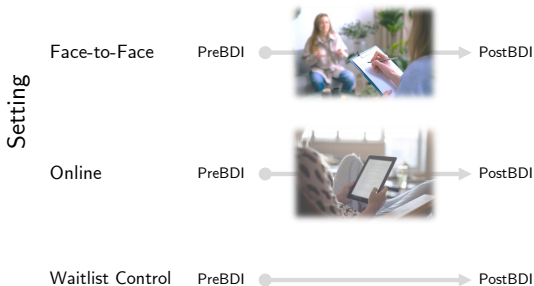 Setting
Face-to-Face PreBDI PostBDI
Online PreBDI PostBDI
Waitlist Control PreBDI PostBDI